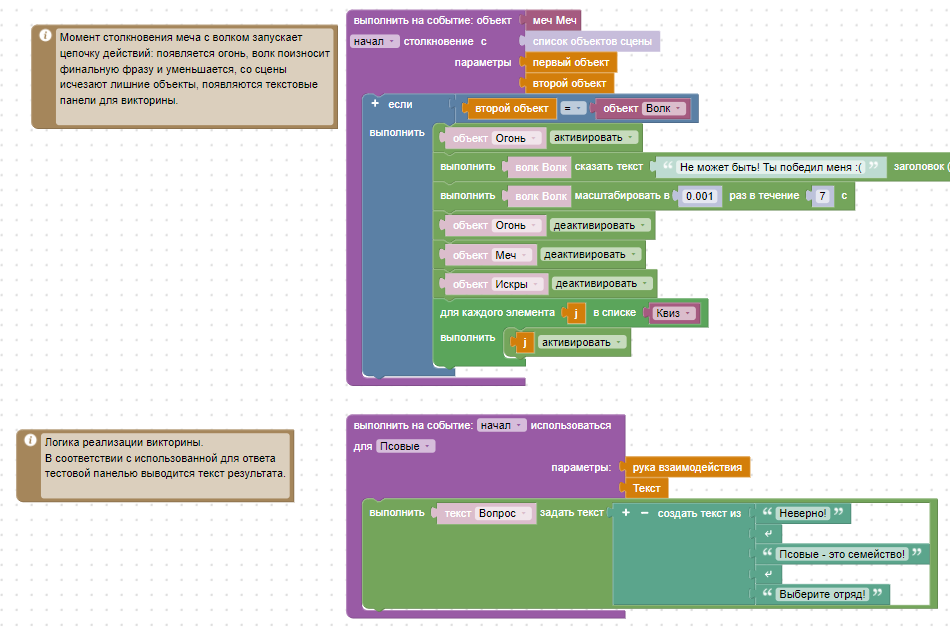 Момент столкновения меча с волком запускает
цепочку действий: появляется огонь, волк поизносит
финальную фразу и уменьшается, со сцены
исчезают лишние объекты, появляются текстовые
панели для викторины.
выполнить на событие: объект меч Меч
начал столкновение с список объектов сцены
параметры первый объект
второй объект
+ если второй объект = объект Волк
выполнить
объект Огонь активировать
выполнить волк Волк сказать текст “ Не может быть! Ты победил меня :( ” заголовок (
выполнить волк Волк масштабировать в 0.001 раз в течение 7 с
объект Огонь деактивировать
объект Меч деактивировать
объект Искры деактивировать
для каждого элемента j в списке Квиз
выполнить j активировать
Логика реализации викторины.
В соответствии с использованной для ответа
тестовой панелью выводится текст результата.
выполнить на событие: начал использоваться
для Псовые
параметры: рука взаимодействия
Текст
выполнить текст Вопрос задать текст + − создать текст из “ Неверно! ”
↵
“ Псовые - это семейство! ”
↵
“ Выберите отряд! ”